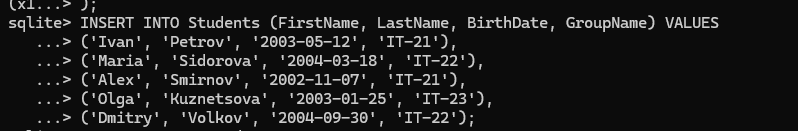 (x1...> );
sqlite> INSERT INTO Students (FirstName, LastName, BirthDate, GroupName) VALUES
...> ('Ivan', 'Petrov', '2003-05-12', 'IT-21'),
...> ('Maria', 'Sidorova', '2004-03-18', 'IT-22'),
...> ('Alex', 'Smirnov', '2002-11-07', 'IT-21'),
...> ('Olga', 'Kuznetsova', '2003-01-25', 'IT-23'),
...> ('Dmitry', 'Volkov', '2004-09-30', 'IT-22');